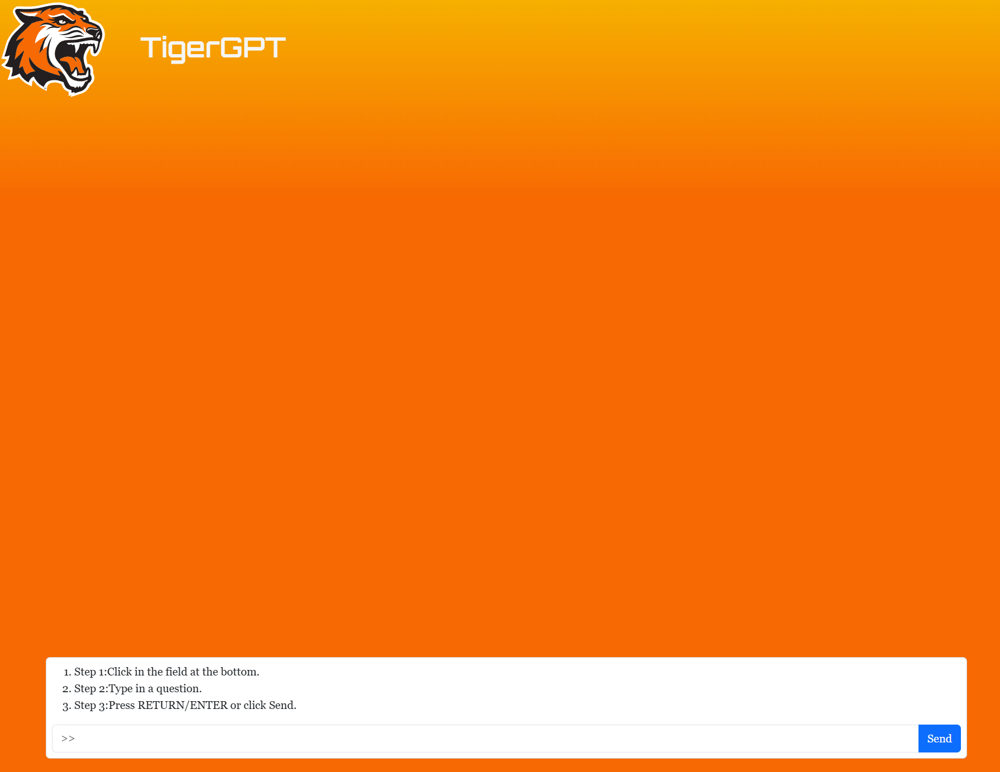 TigerGPT
1. Step 1:Click in the field at the bottom.
2. Step 2:Type in a question.
3. Step 3:Press RETURN/ENTER or click Send.
>>
Send